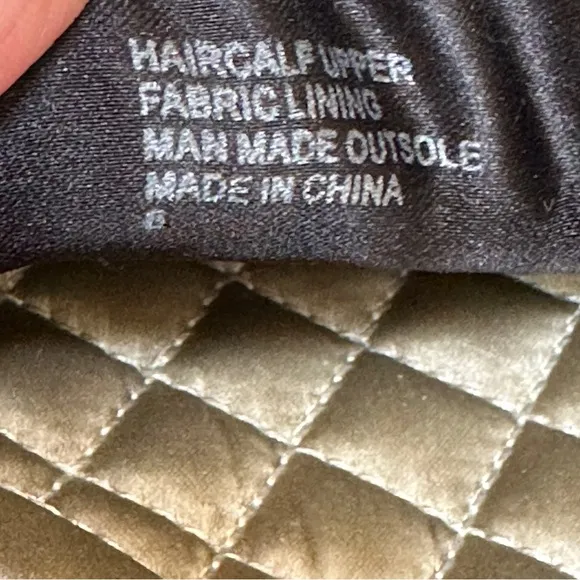 HAIRCALF UPPER
FABRIC LINING
MAN MADE OUTSOLE
MADE IN CHINA